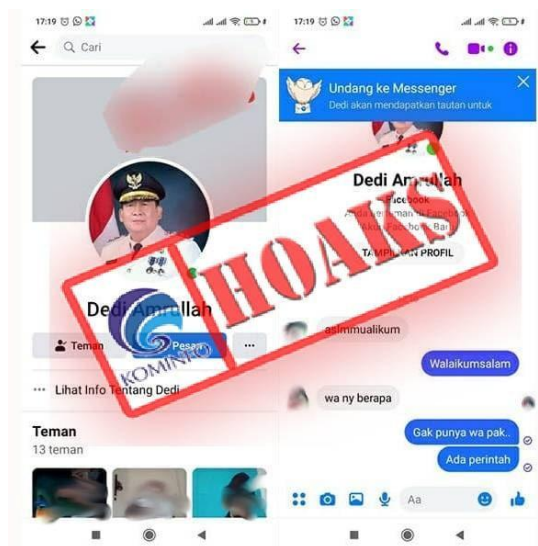 17:19
Cari
Dedi Amrullah
Teman
Pesan
...
Lihat Info Tentang Dedi
Teman
13 teman
17:19
Undang ke Messenger
Dedi akan mendapatkan tautan untuk
Dedi Amrullah
Facebook
TAMPILKAN PROFIL
asimmualikum
Walaikumsalam
wa ny berapa
Gak punya wa pak..
Ada perintah
Aa
KOMINFO
HOAKS